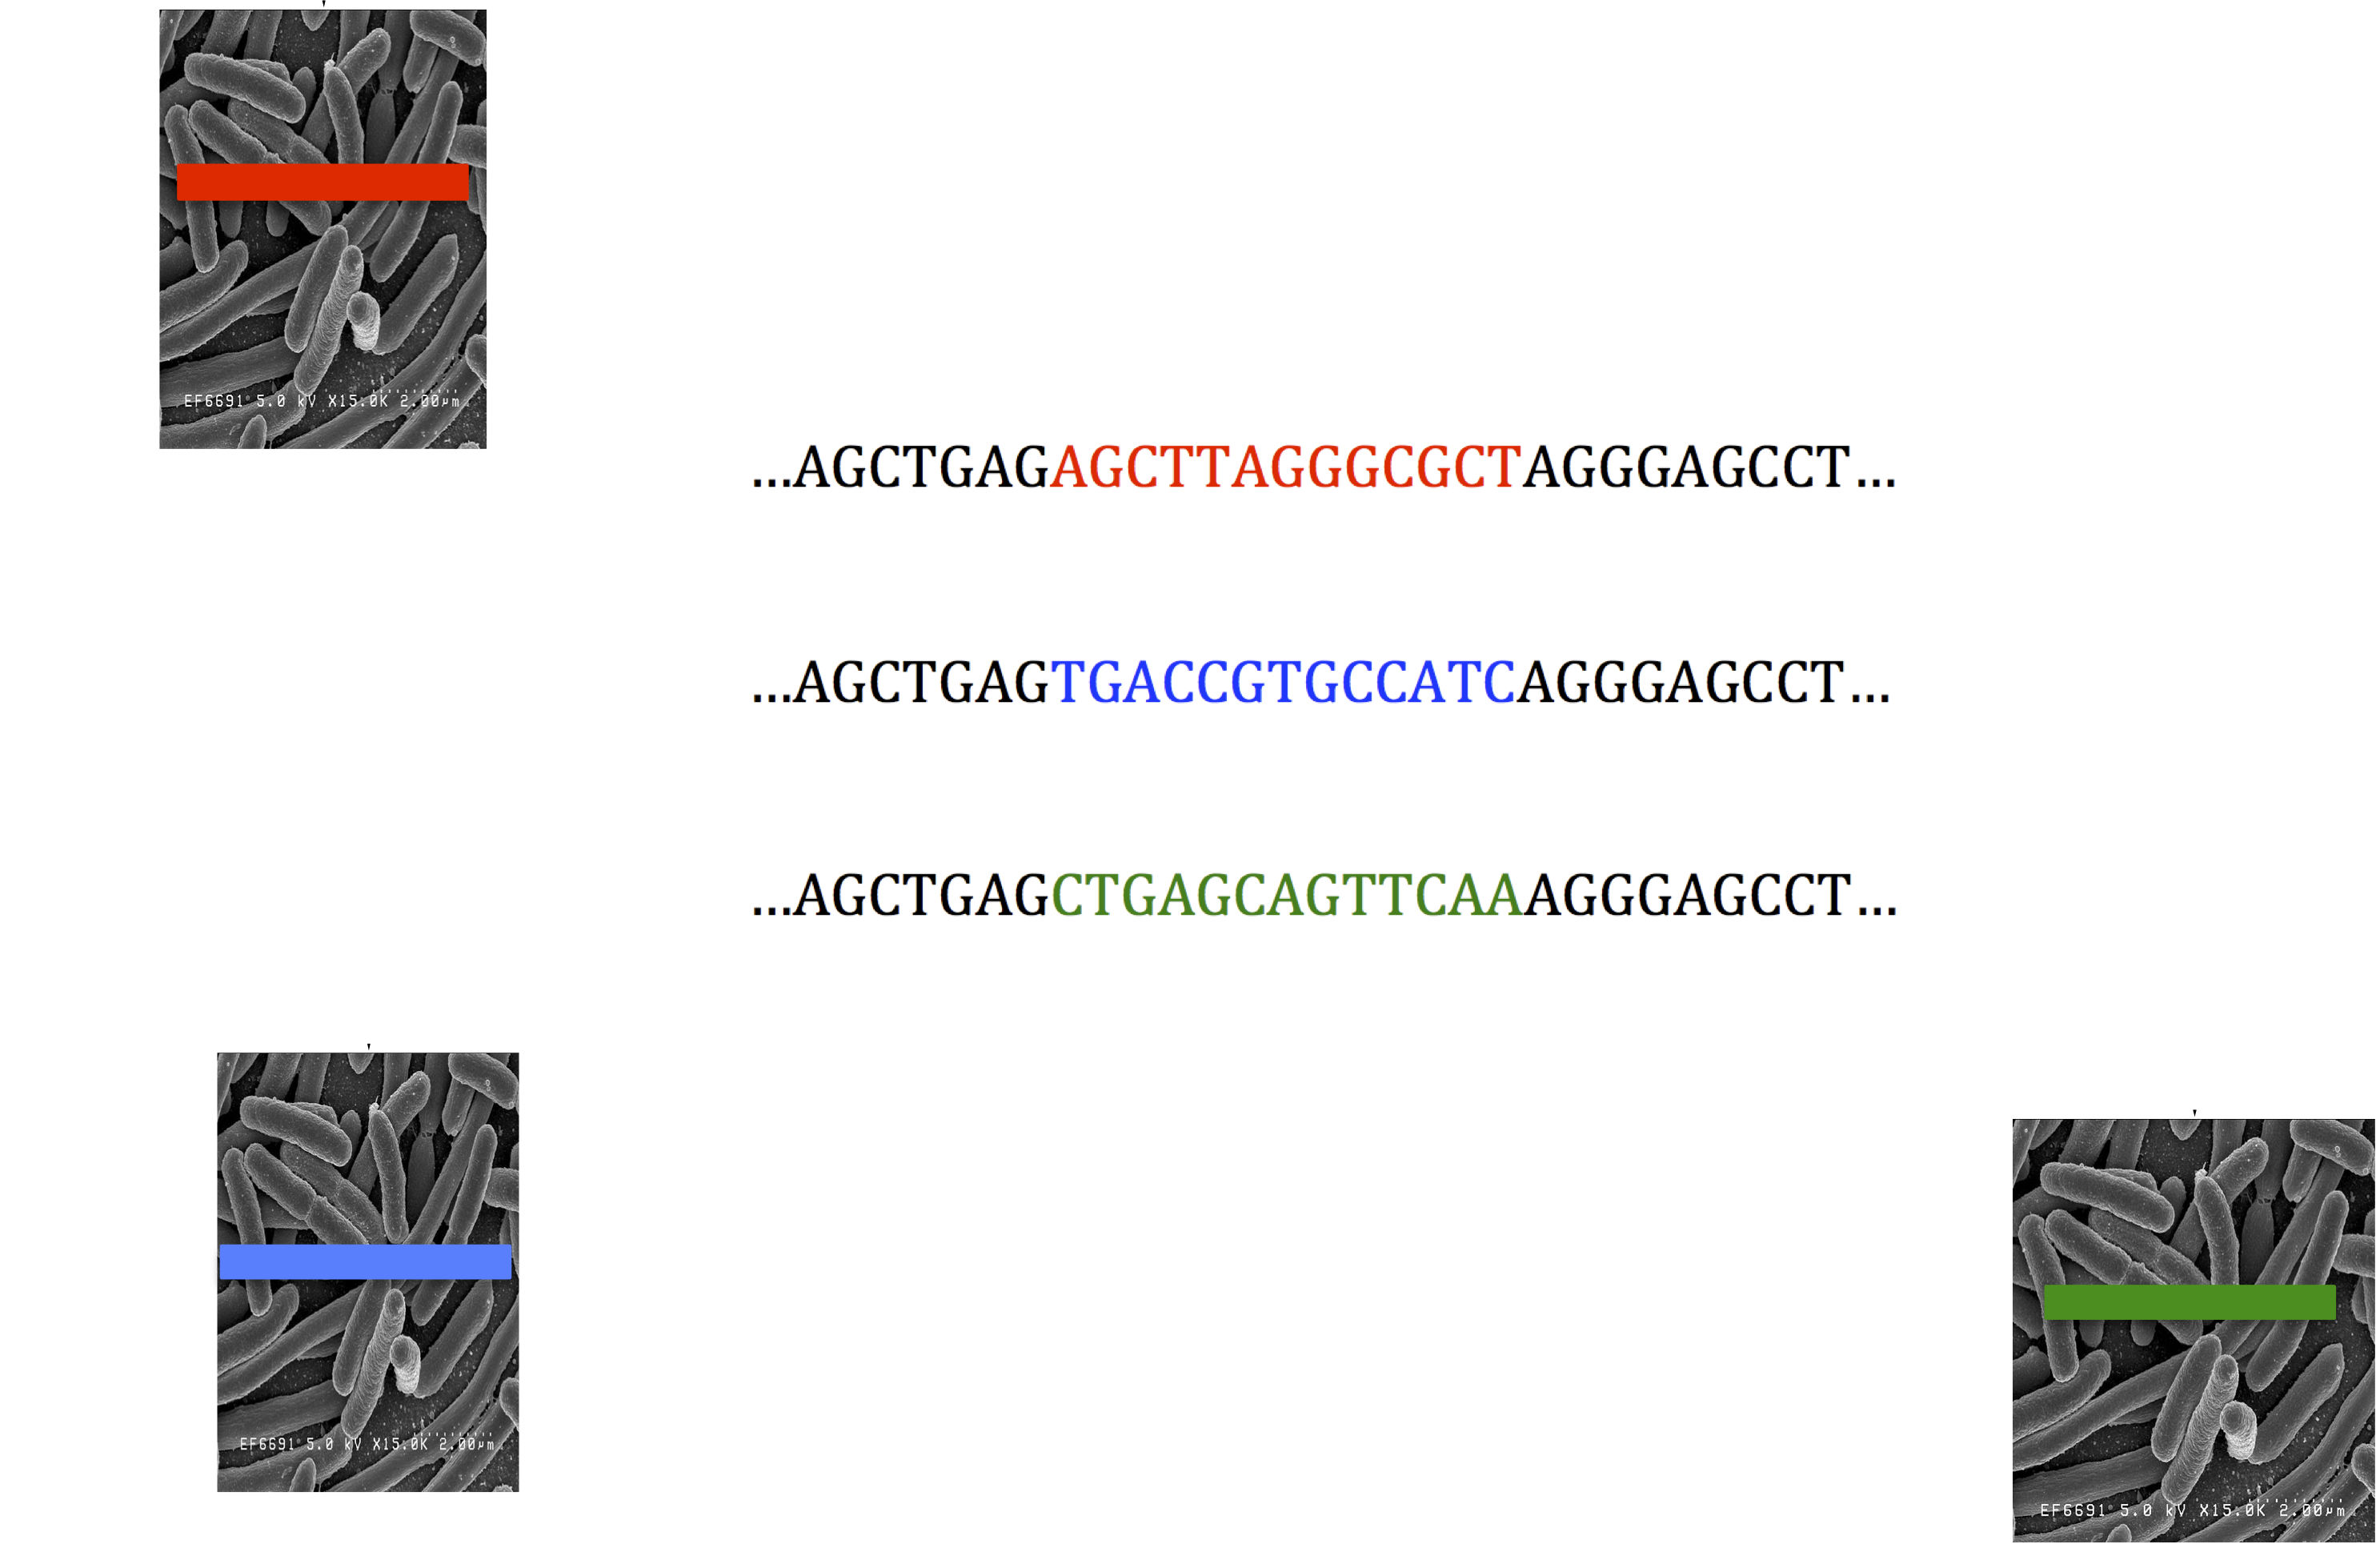 EF6691 5.0 kV X15.0K 2.00µm
...AGCTGAGAGCTTAGGGCGCTAGGGAGCCT...
...AGCTGAGTGACCGTGCCATCAGGGAGCCT...
...AGCTGAGCTGAGCAGTTCAAAGGGAGCCT...
EF6691 5.0 kV X15.0K 2.00µm
EF6691 5.0 kV X15.0K 2.00µm